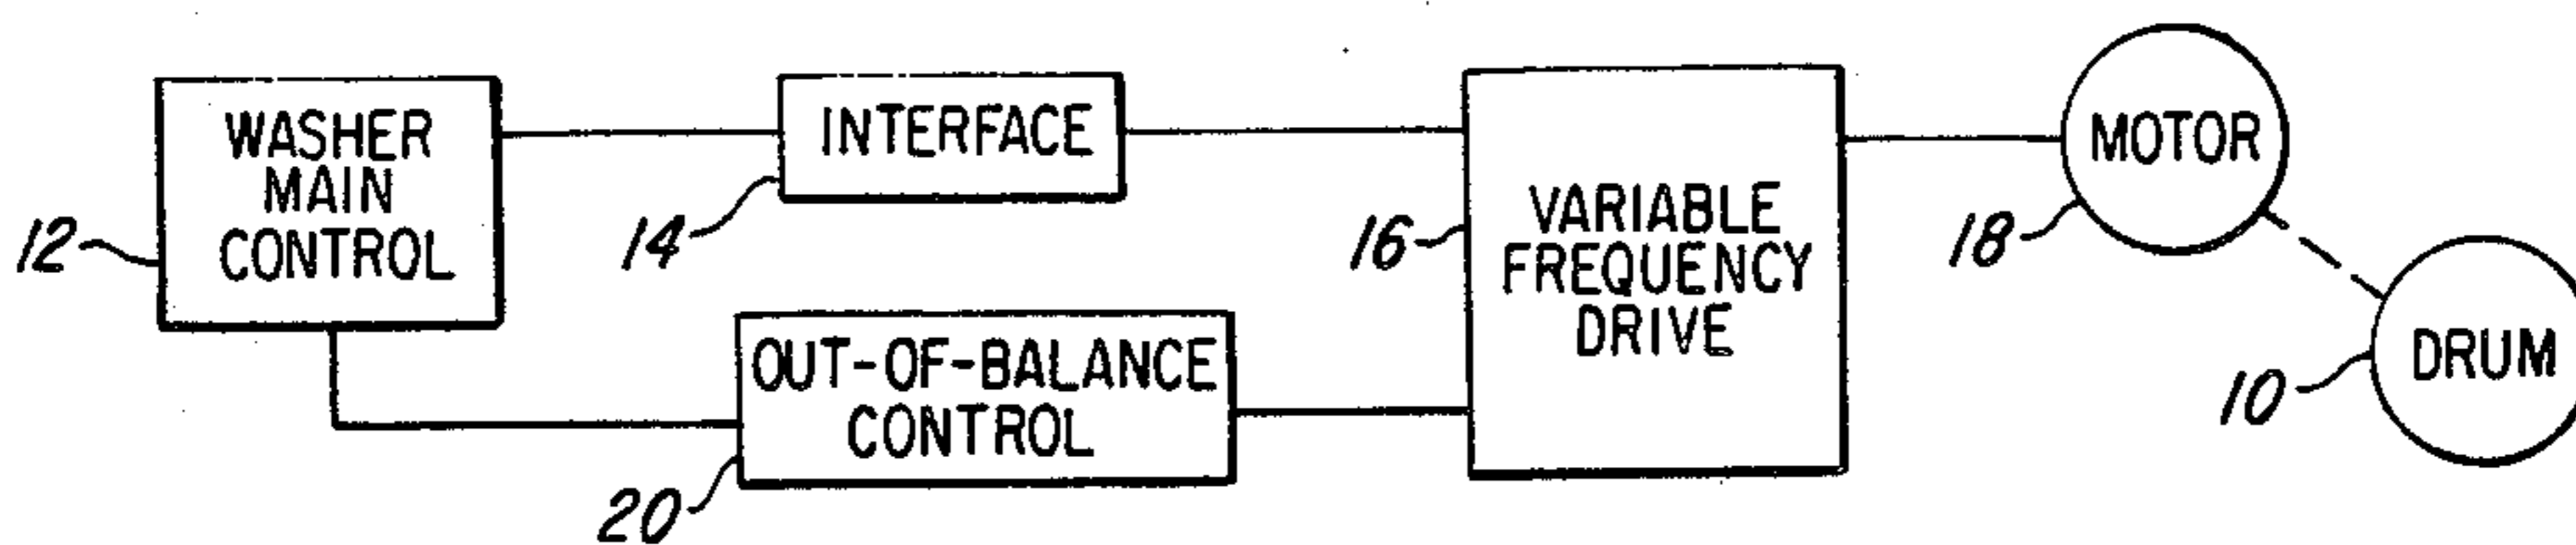 WASHER
MAIN
CONTROL
12
INTERFACE
14
OUT-OF-BALANCE
CONTROL
20
VARIABLE
FREQUENCY
DRIVE
16
MOTOR
18
DRUM
10